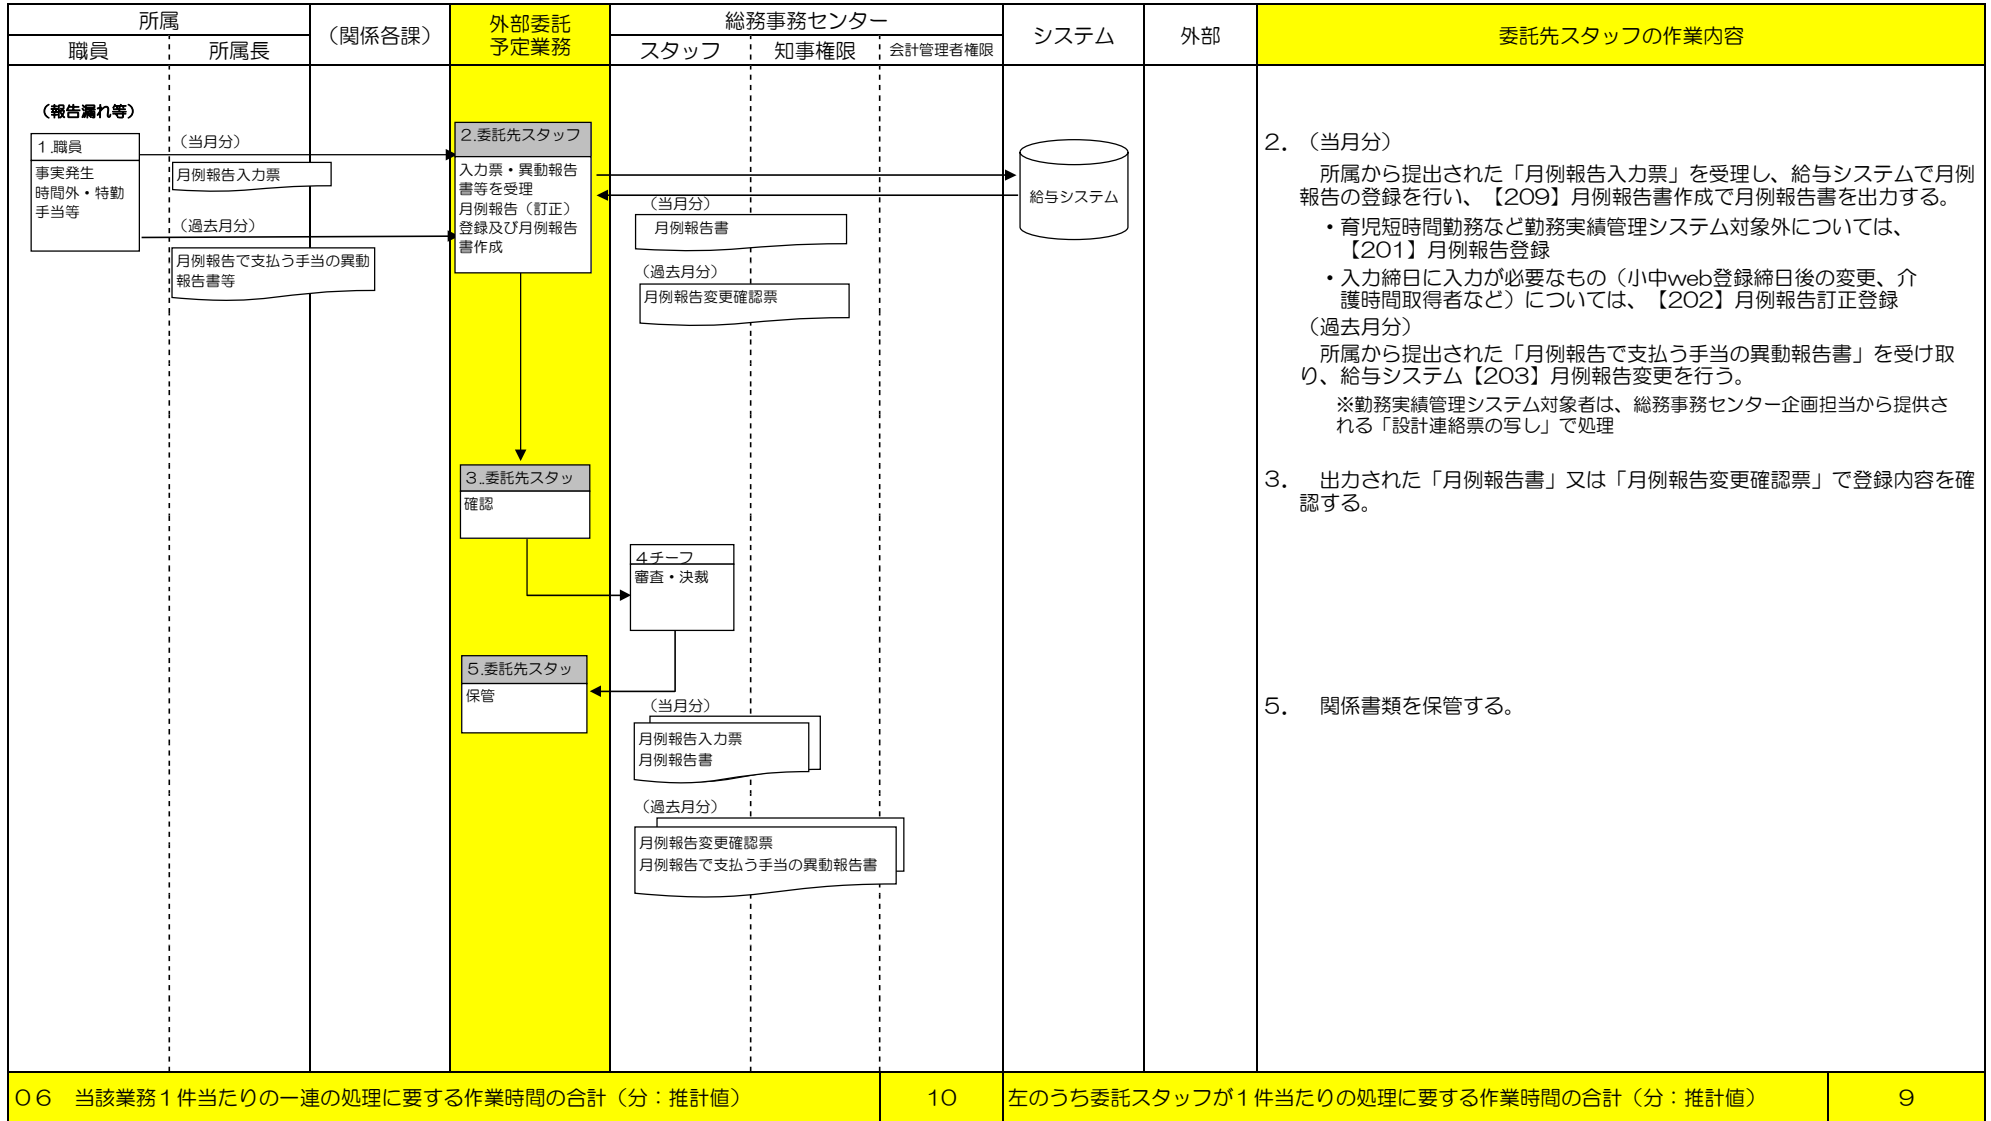 所属
（関係各課）
外部委託
予定業務
総務事務センター
システム
外部
委託先スタッフの作業内容
職員
所属長
スタッフ
知事権限
会計管理者権限
（報告漏れ等）
１.職員
事実発生
時間外・特勤
手当等
（当月分）
月例報告入力票
（過去月分）
月例報告で支払う手当の異動
報告書等
２.委託先スタッフ
入力票・異動報告
書等を受理
月例報告（訂正）
登録及び月例報告
書作成
（当月分）
月例報告書
（過去月分）
月例報告変更確認票
給与システム
３..委託先スタッ
確認
４チーフ
審査・決裁
５.委託先スタッ
保管
（当月分）
月例報告入力票
月例報告書
（過去月分）
月例報告変更確認票
月例報告で支払う手当の異動報告書
２．（当月分）
所属から提出された「月例報告入力票」を受理し、給与システムで月例
報告の登録を行い、【209】月例報告書作成で月例報告書を出力する。
・育児短時間勤務など勤務実績管理システム対象外については、
【201】月例報告登録
・入力締日に入力が必要なもの（小中web登録締日後の変更、介
護時間取得者など）については、【202】月例報告訂正登録
（過去月分）
所属から提出された「月例報告で支払う手当の異動報告書」を受け取
り、給与システム【203】月例報告変更を行う。
※勤務実績管理システム対象者は、総務事務センター企画担当から提供さ
れる「設計連絡票の写し」で処理
３．　出力された「月例報告書」又は「月例報告変更確認票」で登録内容を確
認する。
５．　関係書類を保管する。
０６　当該業務１件当たりの一連の処理に要する作業時間の合計（分：推計値）
10
左のうち委託スタッフが１件当たりの処理に要する作業時間の合計（分：推計値）
9